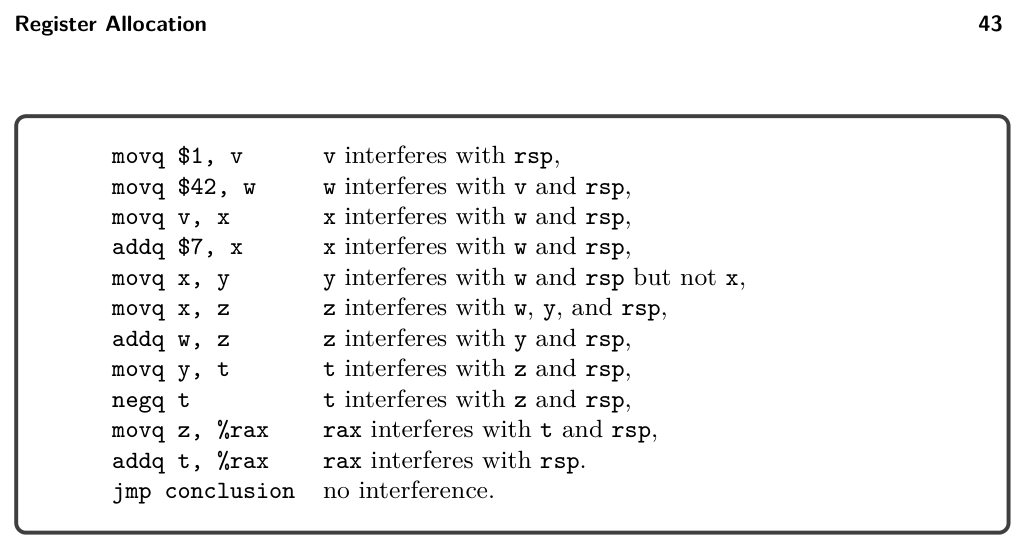 Register Allocation 43
movq $1, v v interferes with rsp,
movq $42, w w interferes with v and rsp,
movq v, x x interferes with w and rsp,
addq $7, x x interferes with w and rsp,
movq x, y y interferes with w and rsp but not x,
movq x, z z interferes with w, y, and rsp,
addq w, z z interferes with y and rsp,
movq y, t t interferes with z and rsp,
negq t t interferes with z and rsp,
movq z, %rax rax interferes with t and rsp,
addq t, %rax rax interferes with rsp.
jmp conclusion no interference.